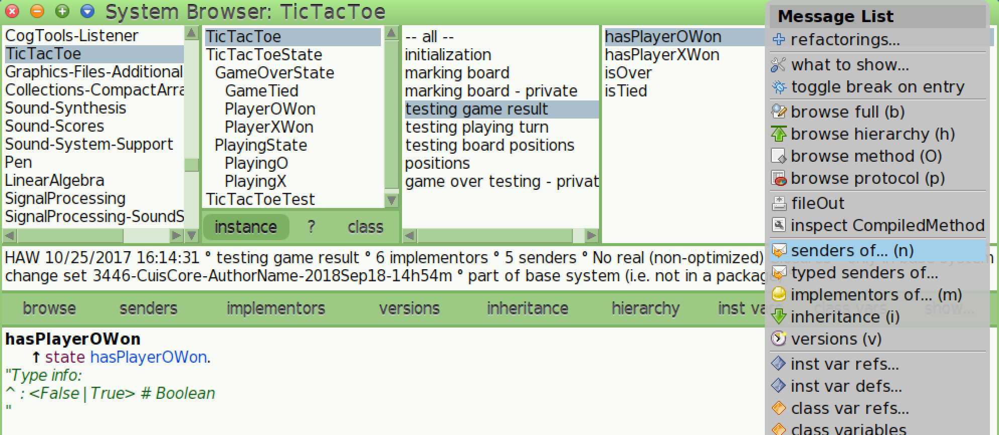 System Browser: TicTacToe
CogTools-Listener
TicTacToe
Graphics-Files-Additional
Collections-CompactArra
Sound-Synthesis
Sound-Scores
Sound-System-Support
Pen
LinearAlgebra
SignalProcessing
SignalProcessing-SoundS
TicTacToe
TicTacToeState
GameOverState
GameTied
PlayerOWon
PlayerXWon
PlayingState
PlayingO
PlayingX
TicTacToeTest
instance ? class
-- all --
initialization
marking board
marking board - private
testing game result
testing playing turn
testing board positions
positions
game over testing - privat
hasPlayerOWon
hasPlayerXWon
isOver
isTied
HAW 10/25/2017 16:14:31 ° testing game result ° 6 implementors ° 5 senders ° No real (non-optimized)
change set 3446-CuisCore-AuthorName-2018Sep18-14h54m ° part of base system (i.e. not in a packag
browse senders implementors versions inheritance hierarchy inst vars class vars show...
hasPlayerOWon
↑ state hasPlayerOWon.
"Type info:
^ : <False | True> # Boolean
"
Message List
refactorings...
what to show...
toggle break on entry
browse full (b)
browse hierarchy (h)
browse method (O)
browse protocol (p)
fileOut
inspect CompiledMethod
senders of... (n)
typed senders of...
implementors of... (m)
inheritance (i)
versions (v)
inst var refs...
inst var defs...
class var refs...
class variables